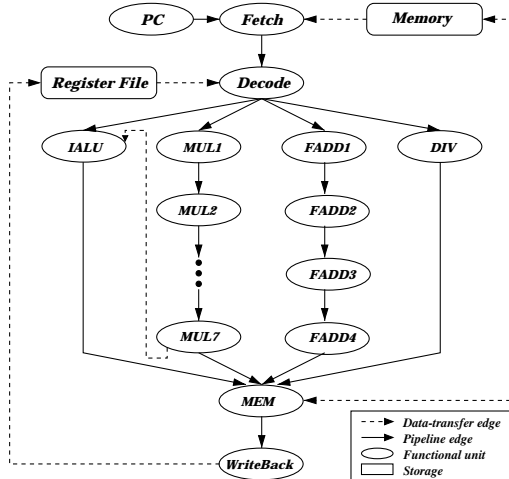 PC
Fetch
Memory
Register File
Decode
IALU
MUL1
FADD1
DIV
MUL2
FADD2
FADD3
MUL7
FADD4
MEM
WriteBack
Data-transfer edge
Pipeline edge
Functional unit
Storage